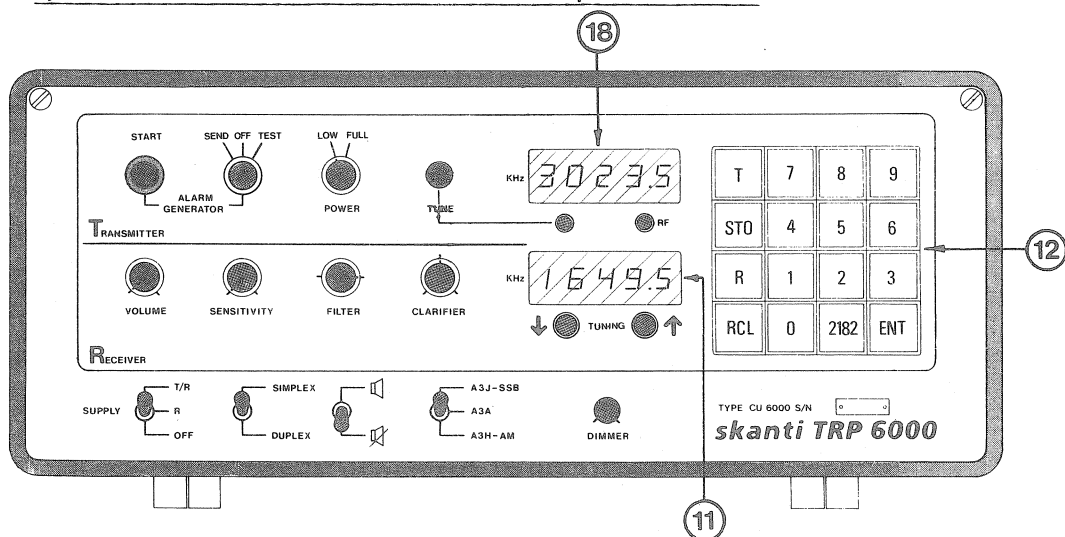 18
START SEND OFF TEST LOW FULL
ALARM GENERATOR
POWER
TUNE
KHz 3023.5
RF
TRANSMITTER
T 7 8 9
STO 4 5 6
R 1 2 3
RCL 0 2182 ENT
12
KHz 1649.5
VOLUME SENSITIVITY FILTER CLARIFIER
↓ TUNING ↑
RECEIVER
11
SUPPLY
T/R
R
OFF
SIMPLEX
DUPLEX
A3J-SSB
A3A
A3H-AM
DIMMER
TYPE CU 6000 S/N
skanti TRP 6000